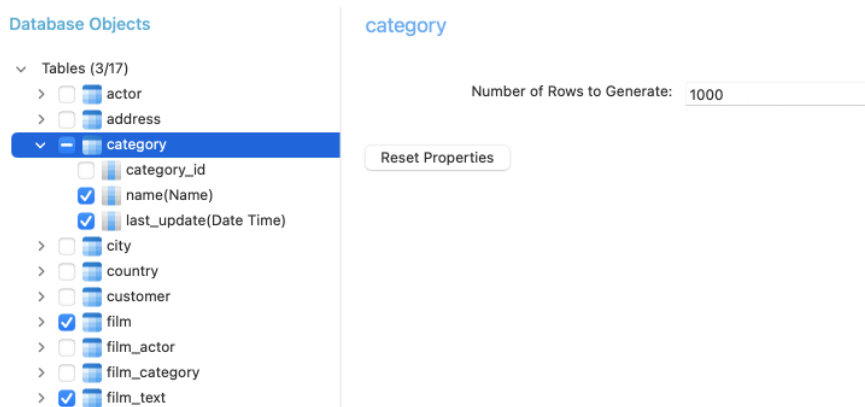 Database Objects
Tables (3/17)
actor
address
category
category_id
name(Name)
last_update(Date Time)
city
country
customer
film
film_actor
film_category
film_text
category
Number of Rows to Generate: 1000
Reset Properties